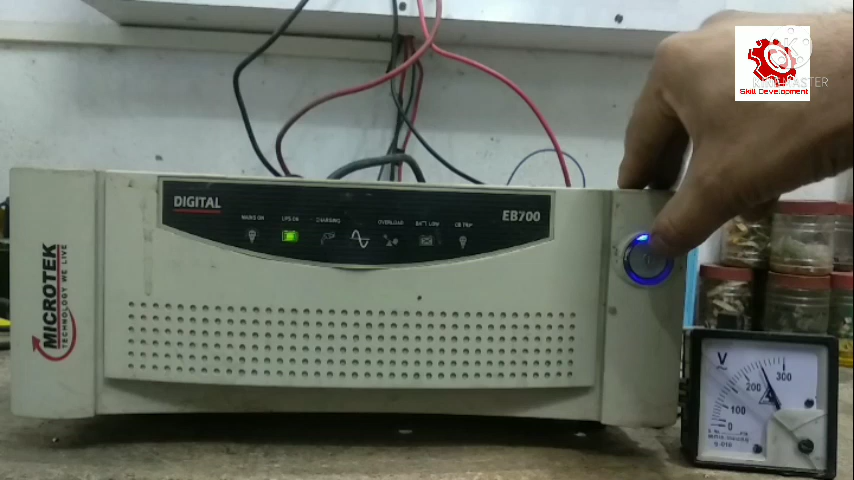 KINEMASTER
Skill Development
DIGITAL
EB700
MAINS ON
UPS ON
CHARGING
OVERLOAD
BATT. LOW
CB TRIP
MICROTEK
TECHNOLOGY WE LIVE
V
300
200
100
0